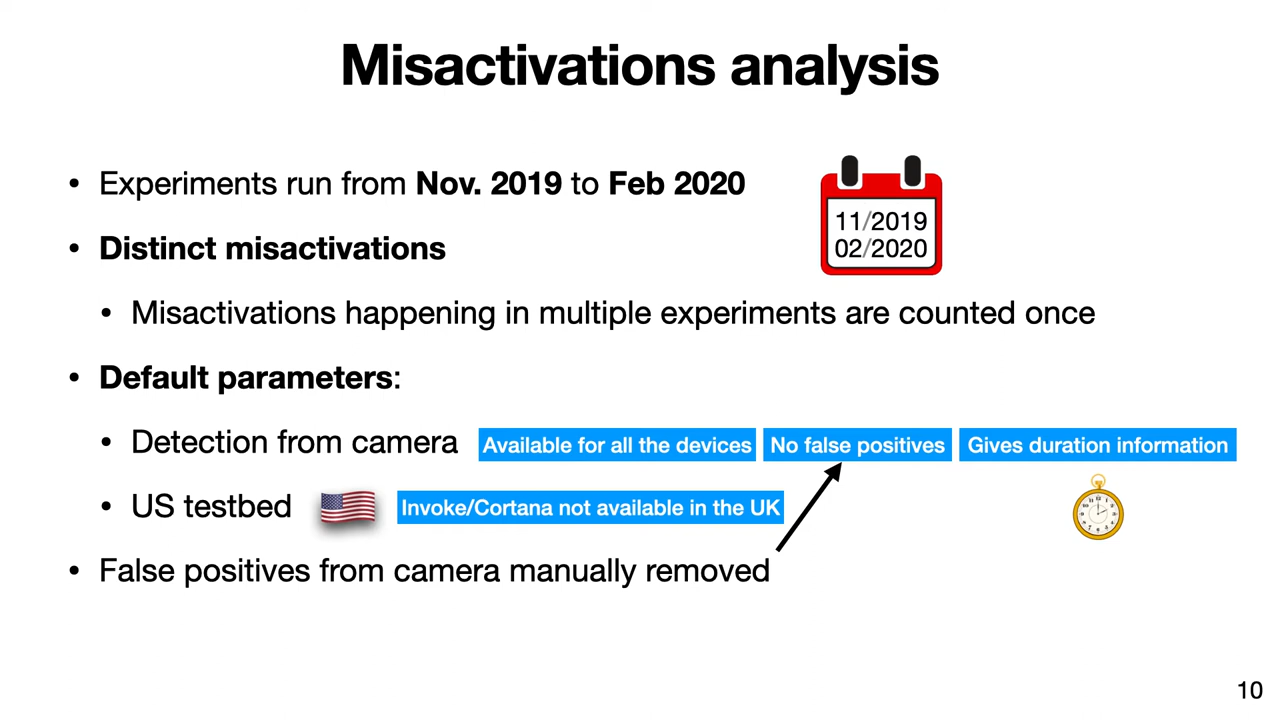 Misactivations analysis
• Experiments run from Nov. 2019 to Feb 2020
11/2019
02/2020
• Distinct misactivations
• Misactivations happening in multiple experiments are counted once
• Default parameters:
• Detection from camera Available for all the devices No false positives Gives duration information
• US testbed Invoke/Cortana not available in the UK
• False positives from camera manually removed
10